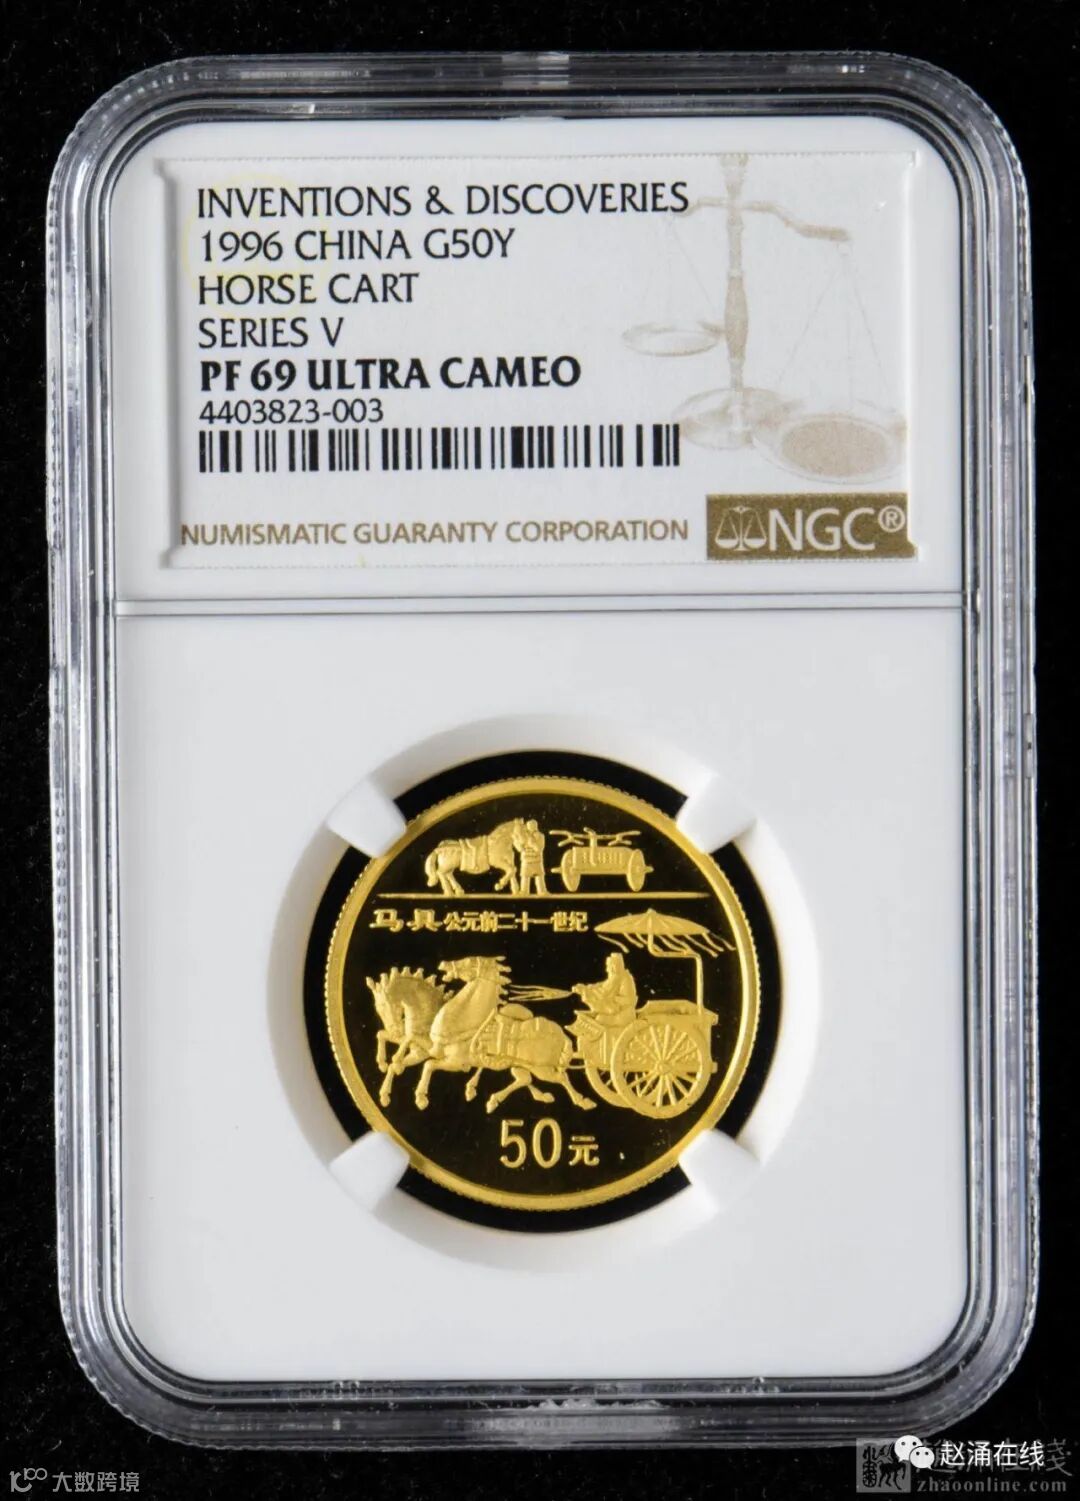 INVENTIONS & DISCOVERIES
1996 CHINA G50Y
HORSE CART
SERIES V
PF 69 ULTRA CAMEO
4403823-003
NUMISMATIC GUARANTY CORPORATION
NGC®
马具 公元前二十一世纪
50元
大数跨境
赵涌在线
zhaoonline.com